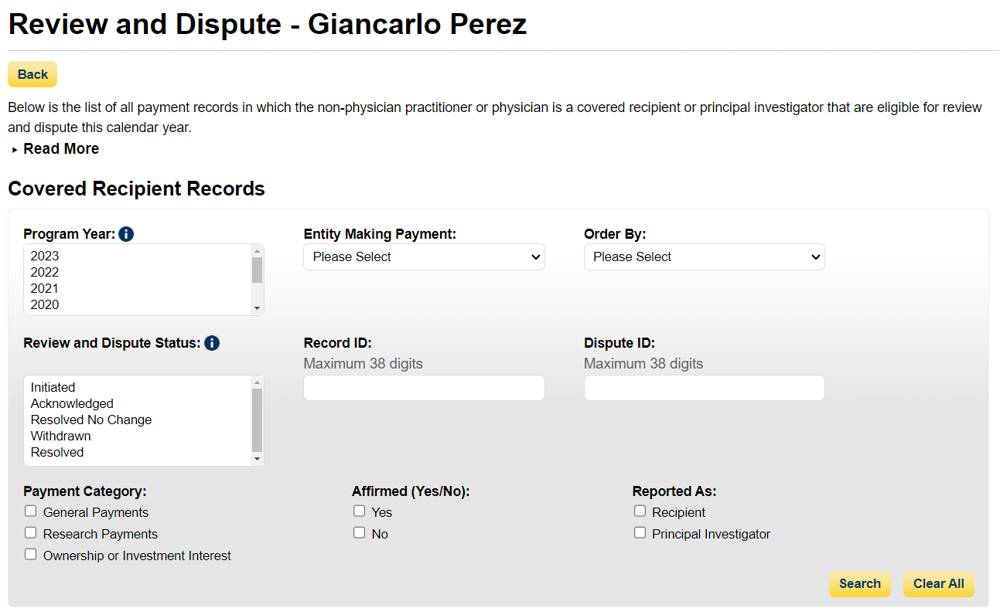 Review and Dispute - Giancarlo Perez
Back
Below is the list of all payment records in which the non-physician practitioner or physician is a covered recipient or principal investigator that are eligible for review
and dispute this calendar year.
Read More
Covered Recipient Records
Program Year:
Entity Making Payment:
Order By:
2023
2022
2021
2020
Please Select
Please Select
Review and Dispute Status:
Record ID:
Dispute ID:
Maximum 38 digits
Maximum 38 digits
Initiated
Acknowledged
Resolved No Change
Withdrawn
Resolved
Payment Category:
General Payments
Research Payments
Ownership or Investment Interest
Affirmed (Yes/No):
Yes
No
Reported As:
Recipient
Principal Investigator
Search
Clear All